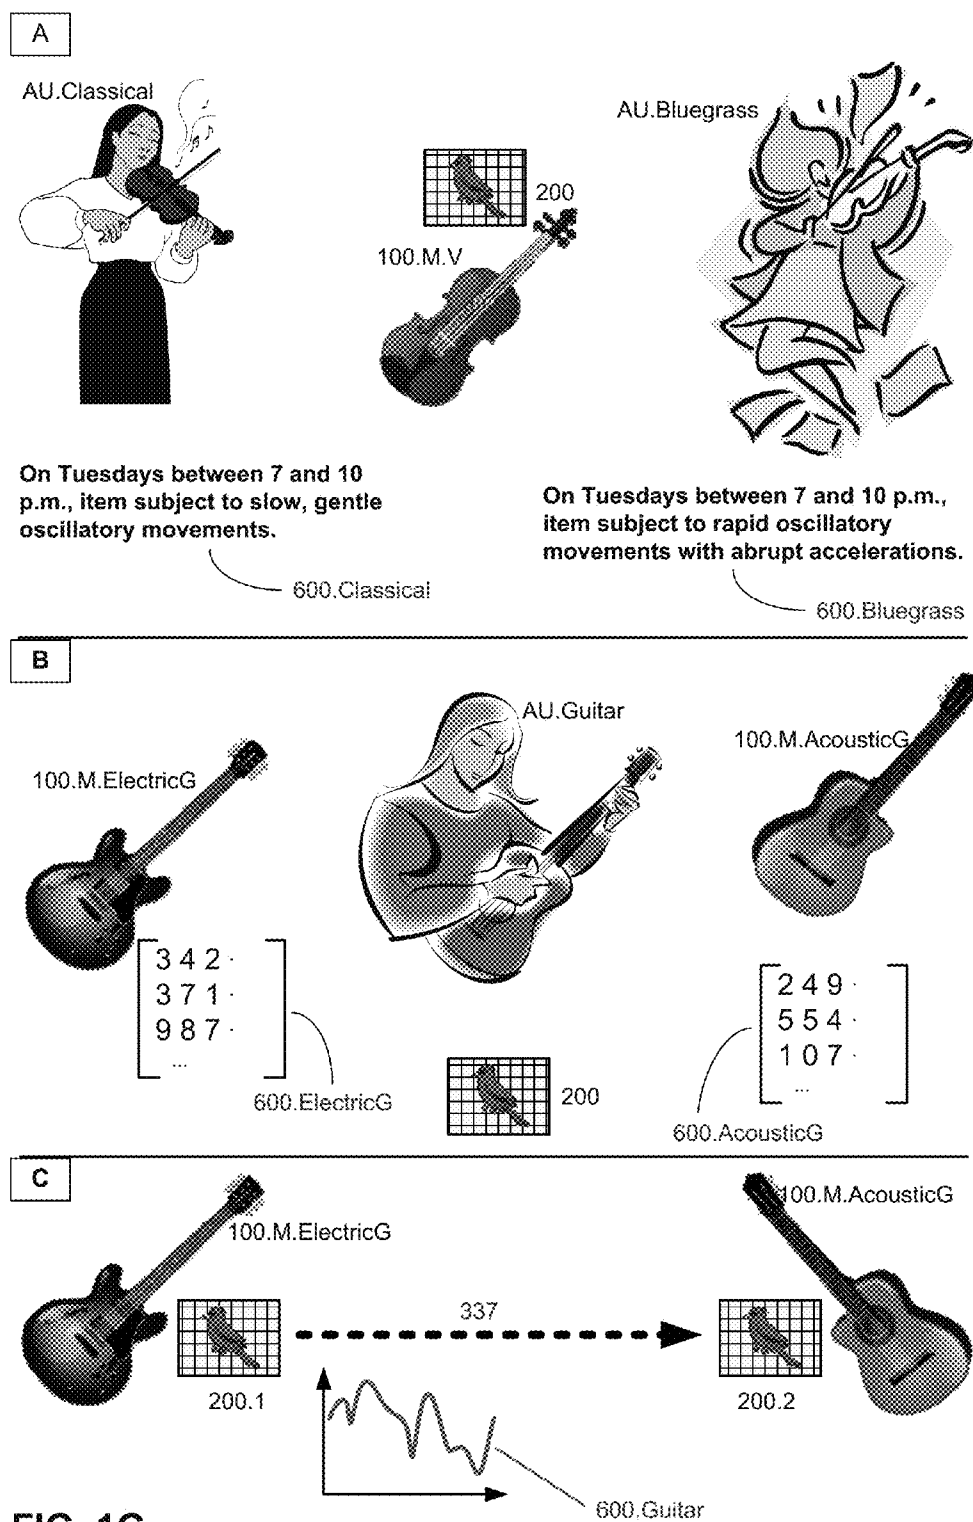 A
AU.Classical
AU.Bluegrass
200
100.M.V
On Tuesdays between 7 and 10
p.m., item subject to slow, gentle
oscillatory movements.
600.Classical
On Tuesdays between 7 and 10 p.m.,
item subject to rapid oscillatory
movements with abrupt accelerations.
600.Bluegrass
B
AU.Guitar
100.M.ElectricG
100.M.AcousticG
3 4 2 ·
3 7 1 ·
9 8 7 ·
...
600.ElectricG
200
2 4 9 ·
5 5 4 ·
1 0 7 ·
...
600.AcousticG
C
100.M.ElectricG
100.M.AcousticG
337
200.1
200.2
600.Guitar